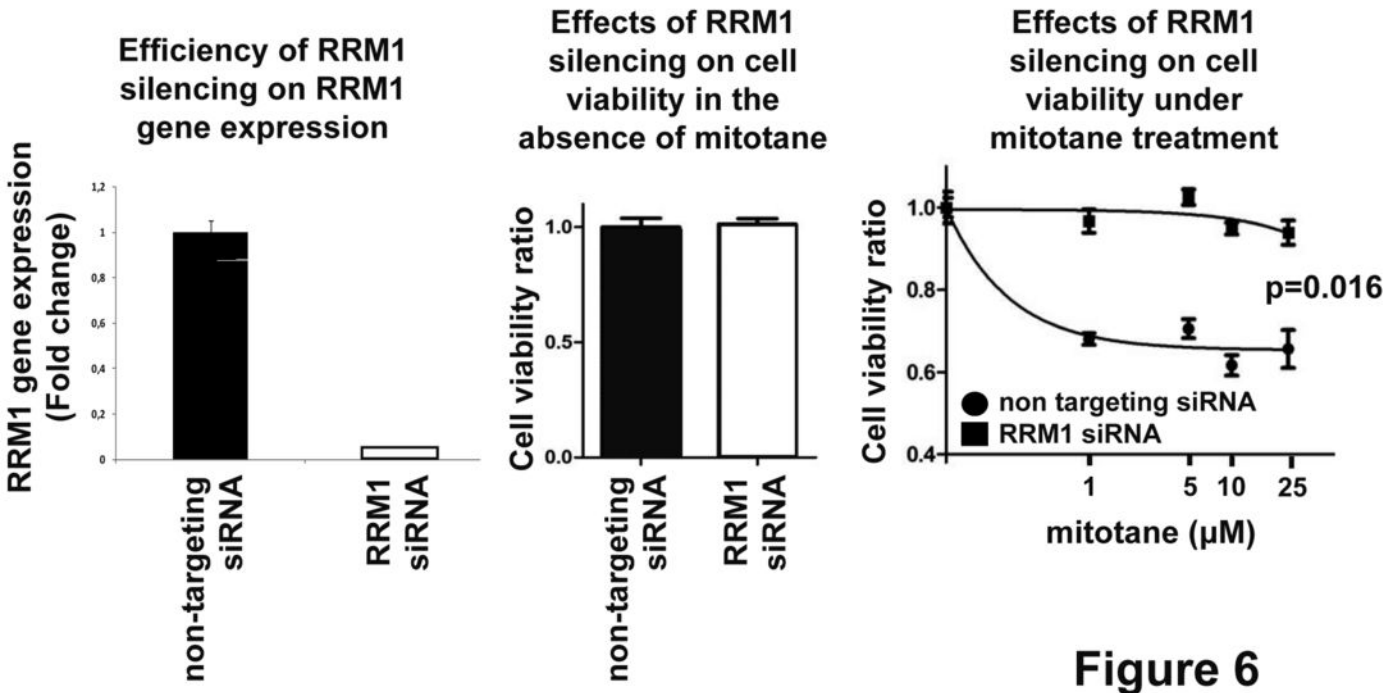 Efficiency of RRM1
silencing on RRM1
gene expression
RRM1 gene expression
(Fold change)
1,2
1
0,8
0,6
0,4
0,2
0
non-targeting
siRNA
RRM1
siRNA
Effects of RRM1
silencing on cell
viability in the
absence of mitotane
Cell viability ratio
1.0
0.5
0.0
non-targeting
siRNA
RRM1
siRNA
Effects of RRM1
silencing on cell
viability under
mitotane treatment
Cell viability ratio
1.0
0.8
0.6
0.4
p=0.016
non targeting siRNA
RRM1 siRNA
1 5 10 25
mitotane (µM)
Figure 6